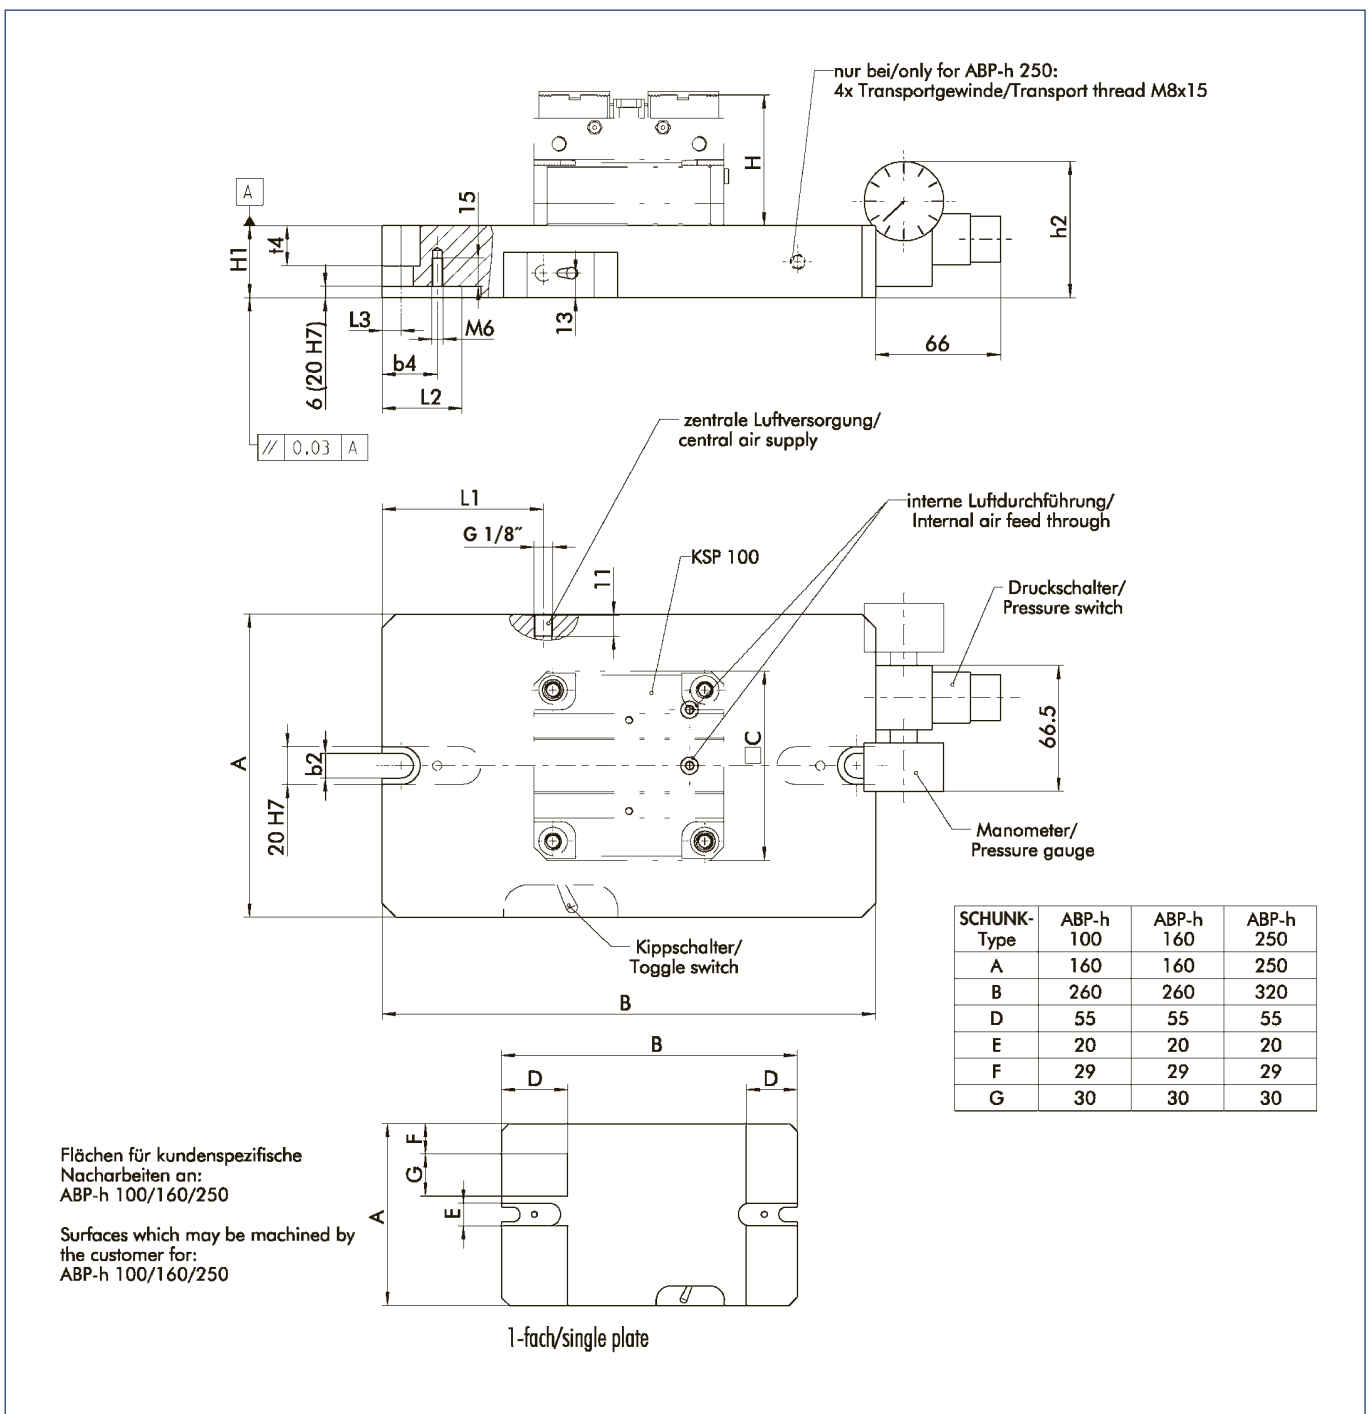 nur bei/only for ABP-h 250:
4x Transportgewinde/Transport thread M8x15
H
A
15
t4
H1
h2
13
L3
M6
b4
L2
6 (20 H7)
66
// 0.03 A
zentrale Luftversorgung/
central air supply
L1
G 1/8″
11
interne Luftdurchführung/
Internal air feed through
KSP 100
Druckschalter/
Pressure switch
A
b2
20 H7
□C
66.5
Manometer/
Pressure gauge
Kippschalter/
Toggle switch
B
SCHUNK-Type ABP-h 100 ABP-h 160 ABP-h 250
A 160 160 250
B 260 260 320
D 55 55 55
E 20 20 20
F 29 29 29
G 30 30 30
B
D D
F
G
E
A
Flächen für kundenspezifische
Nacharbeiten an:
ABP-h 100/160/250
Surfaces which may be machined by
the customer for:
ABP-h 100/160/250
1-fach/single plate